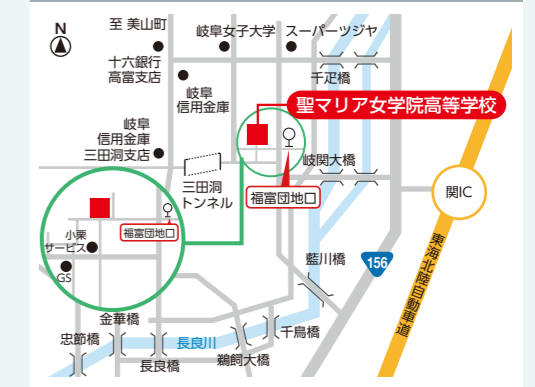 N
至 美山町
岐阜女子大学
スーパーツジヤ
十六銀行
高富支店
千疋橋
岐阜
信用金庫
聖マリア女学院高等学校
岐阜
信用金庫
三田洞支店
岐関大橋
三田洞
トンネル
福富団地口
関IC
福富団地口
小栗
サービス
GS
藍川橋
156
東海北陸自動車道
金華橋
忠節橋
長良川
千鳥橋
長良橋
鵜飼大橋